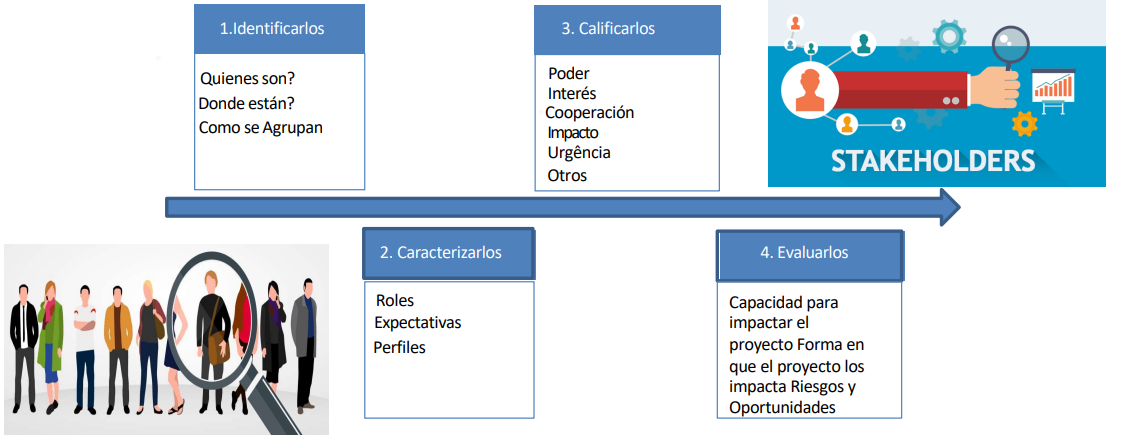 1.Identificarlos
Quienes son?
Donde están?
Como se Agrupan
3. Calificarlos
Poder
Interés
Cooperación
Impacto
Urgência
Otros
STAKEHOLDERS
2. Caracterizarlos
Roles
Expectativas
Perfiles
4. Evaluarlos
Capacidad para
impactar el
proyecto Forma en
que el proyecto los
impacta Riesgos y
Oportunidades